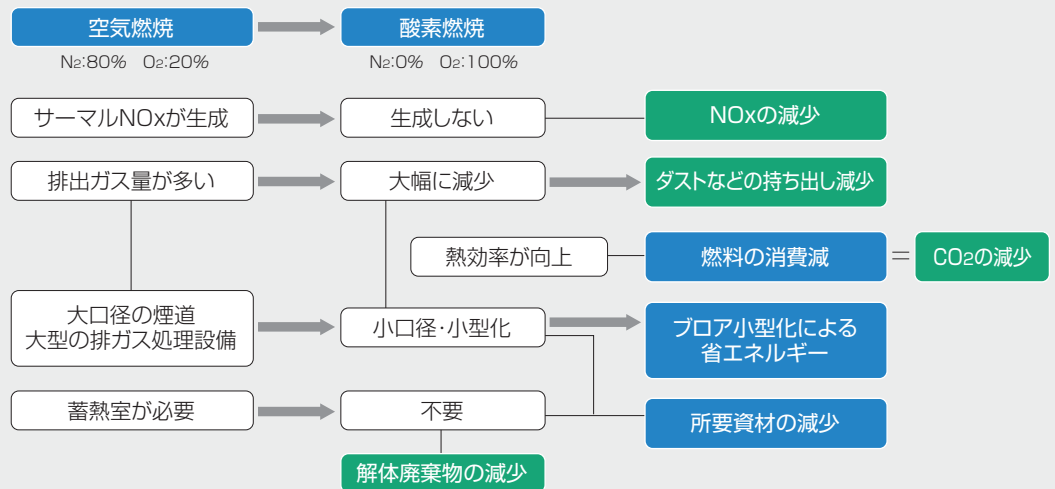 空気燃焼
酸素燃焼
N₂:80% O₂:20%
N₂:0% O₂:100%
サーマルNOxが生成
生成しない
NOxの減少
排出ガス量が多い
大幅に減少
ダストなどの持ち出し減少
熱効率が向上
燃料の消費減
=
CO₂の減少
大口径の煙道
大型の排ガス処理設備
小口径・小型化
ブロア小型化による
省エネルギー
蓄熱室が必要
不要
所要資材の減少
解体廃棄物の減少